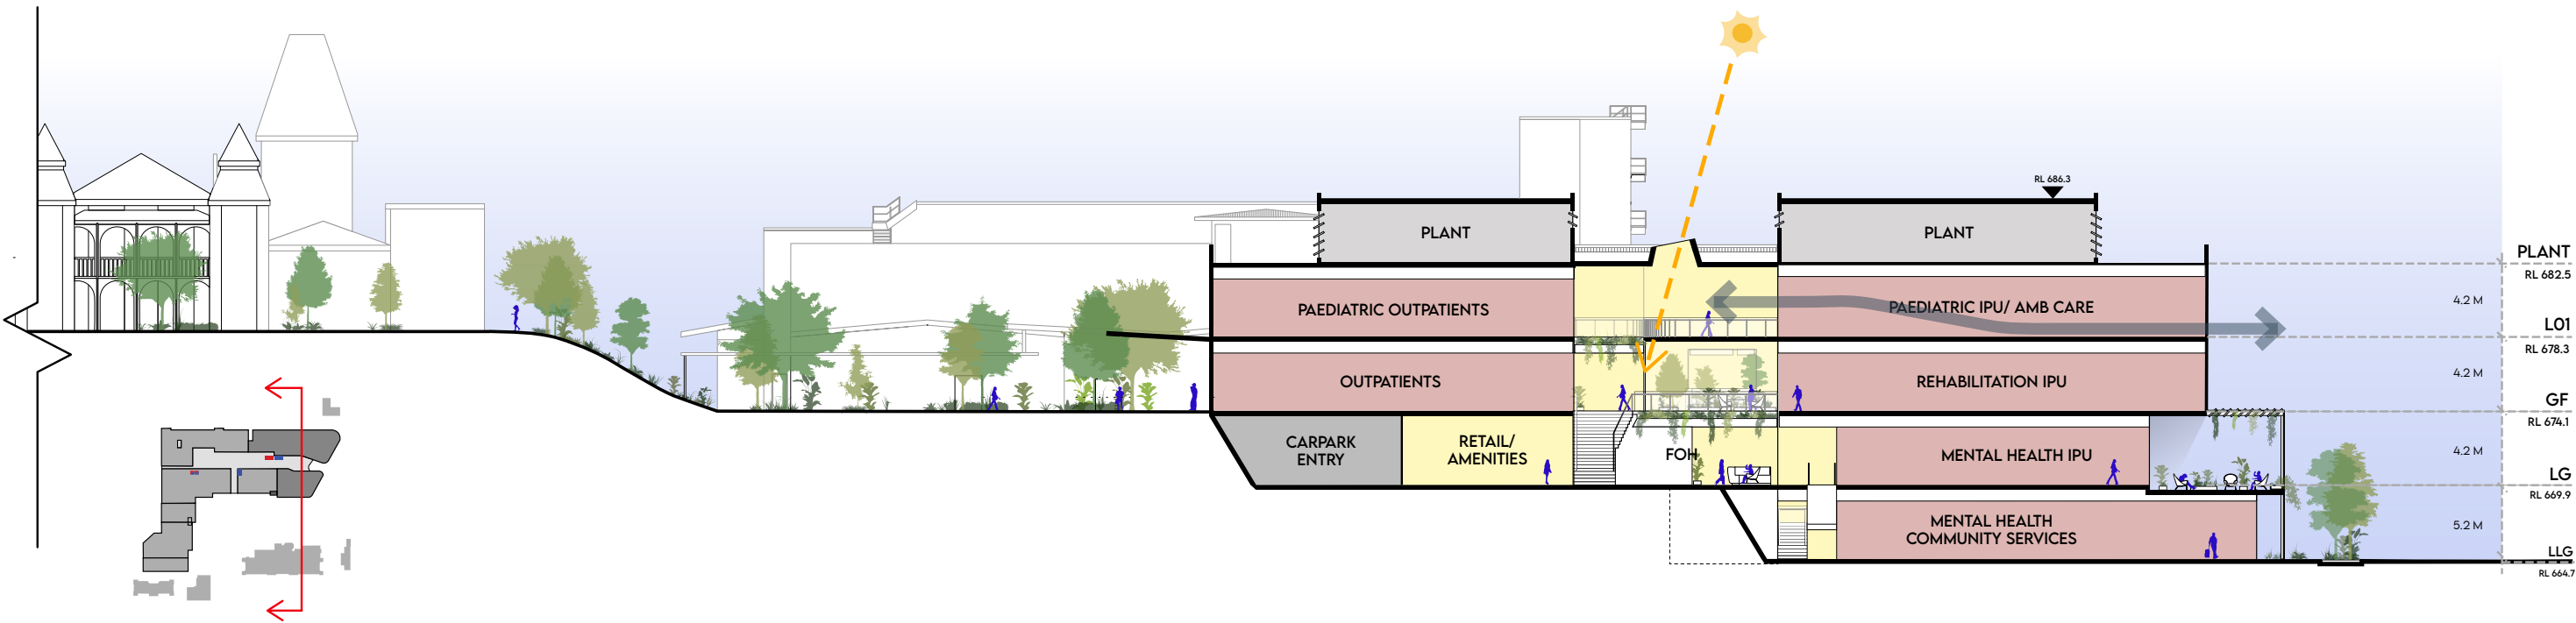 RL 686.3
PLANT
PLANT
PLANT
RL 682.5
PAEDIATRIC OUTPATIENTS
PAEDIATRIC IPU/ AMB CARE
4.2 M
L01
RL 678.3
OUTPATIENTS
REHABILITATION IPU
4.2 M
GF
RL 674.1
CARPARK
ENTRY
RETAIL/
AMENITIES
FOH
MENTAL HEALTH IPU
4.2 M
LG
RL 669.9
MENTAL HEALTH
COMMUNITY SERVICES
5.2 M
LLG
RL 664.7